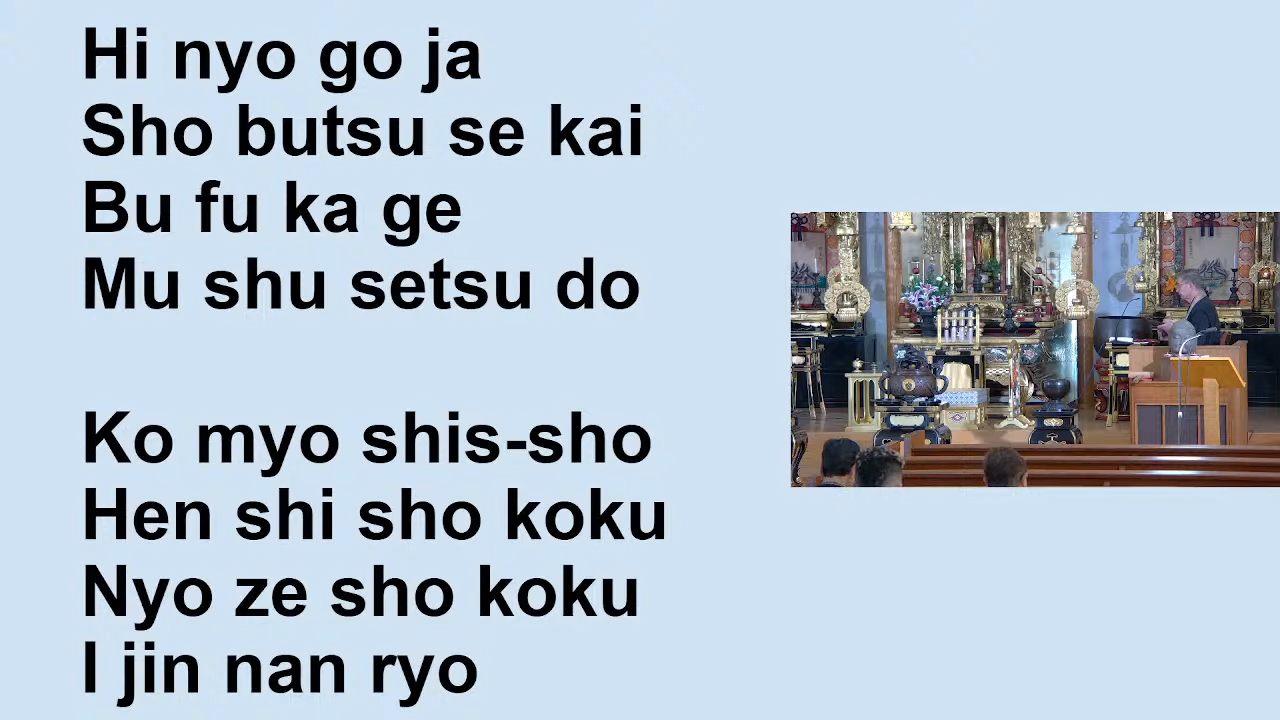 Hi nyo go ja
Sho butsu se kai
Bu fu ka ge
Mu shu setsu do
Ko myo shis-sho
Hen shi sho koku
Nyo ze sho koku
I jin nan ryo